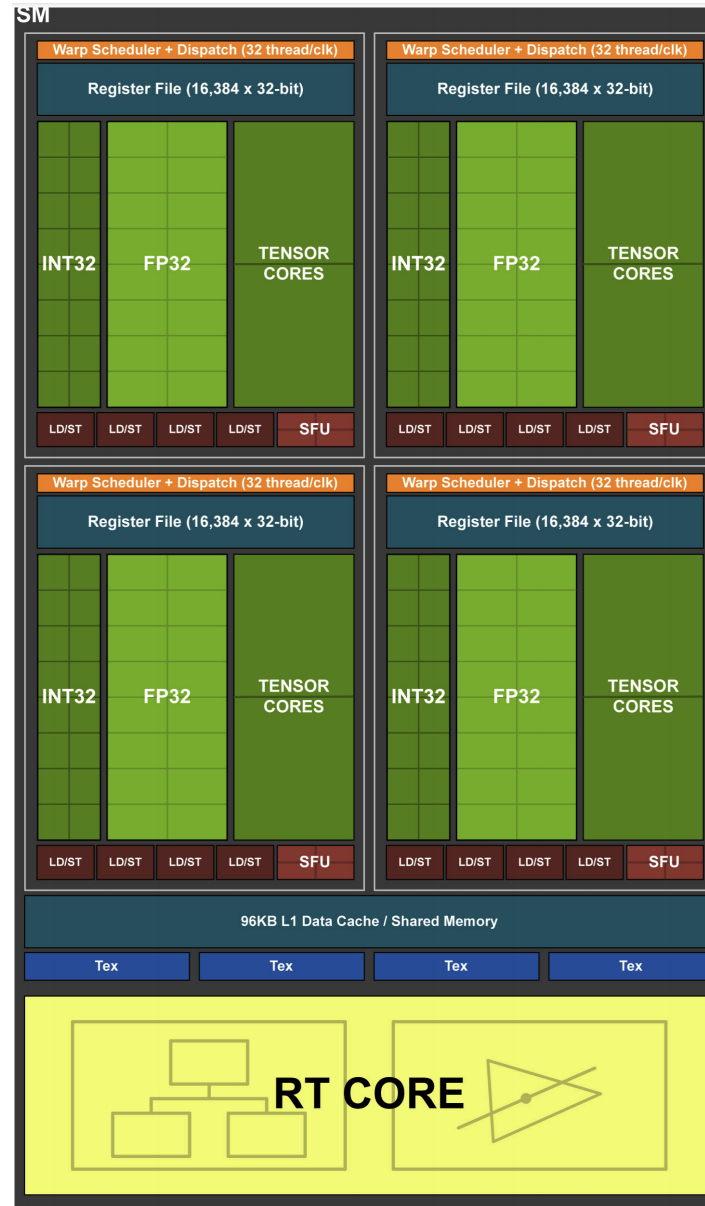 SM
Warp Scheduler + Dispatch (32 thread/clk)
Register File (16,384 x 32-bit)
INT32
FP32
TENSOR
CORES
LD/ST LD/ST LD/ST LD/ST SFU
Warp Scheduler + Dispatch (32 thread/clk)
Register File (16,384 x 32-bit)
INT32
FP32
TENSOR
CORES
LD/ST LD/ST LD/ST LD/ST SFU
Warp Scheduler + Dispatch (32 thread/clk)
Register File (16,384 x 32-bit)
INT32
FP32
TENSOR
CORES
LD/ST LD/ST LD/ST LD/ST SFU
Warp Scheduler + Dispatch (32 thread/clk)
Register File (16,384 x 32-bit)
INT32
FP32
TENSOR
CORES
LD/ST LD/ST LD/ST LD/ST SFU
96KB L1 Data Cache / Shared Memory
Tex Tex Tex Tex
RT CORE